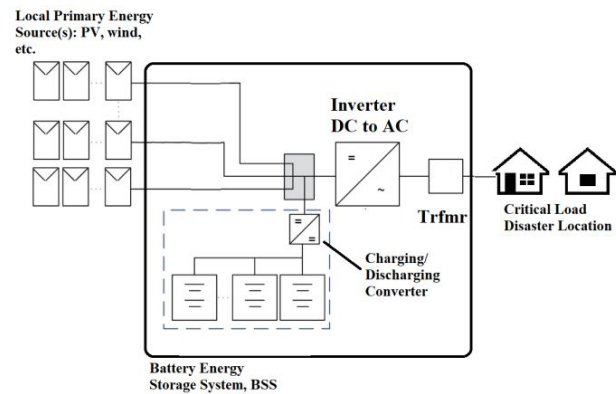 Local Primary Energy
Source(s): PV, wind,
etc.
Inverter
DC to AC
=
~
Trfmr
Critical Load
Disaster Location
=
=
Charging/
Discharging
Converter
Battery Energy
Storage System, BSS